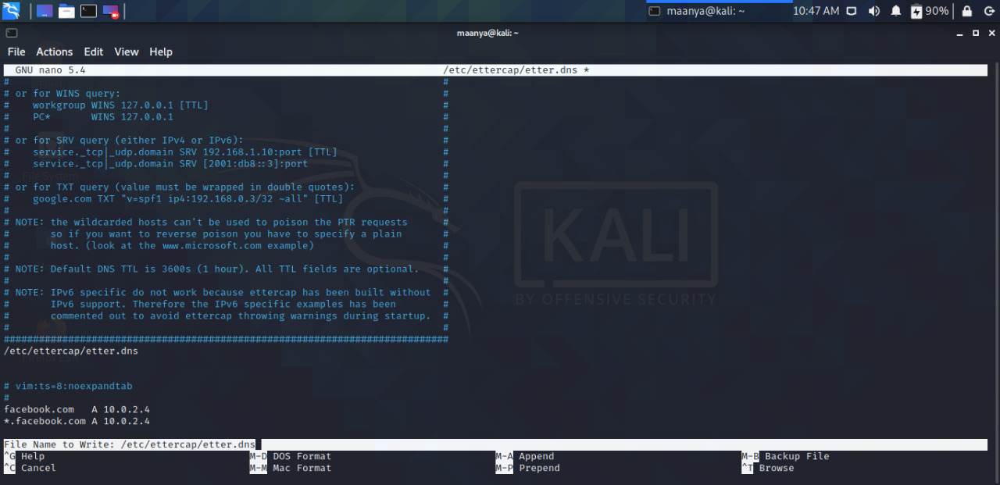 maanya@kali: ~ 10:47 AM 90%
maanya@kali: ~
File Actions Edit View Help
GNU nano 5.4 /etc/ettercap/etter.dns *
# #
# or for WINS query: #
# workgroup WINS 127.0.0.1 [TTL] #
# PC* WINS 127.0.0.1 #
# #
# or for SRV query (either IPv4 or IPv6): #
# service._tcp|_udp.domain SRV 192.168.1.10:port [TTL] #
# service._tcp|_udp.domain SRV [2001:db8::3]:port #
# #
# or for TXT query (value must be wrapped in double quotes): #
# google.com TXT "v=spf1 ip4:192.168.0.3/32 ~all" [TTL] #
# #
# NOTE: the wildcarded hosts can't be used to poison the PTR requests #
# so if you want to reverse poison you have to specify a plain #
# host. (look at the www.microsoft.com example) #
# #
# NOTE: Default DNS TTL is 3600s (1 hour). All TTL fields are optional. #
# #
# NOTE: IPv6 specific do not work because ettercap has been built without #
# IPv6 support. Therefore the IPv6 specific examples has been #
# commented out to avoid ettercap throwing warnings during startup. #
# #
############################################################################
/etc/ettercap/etter.dns
# vim:ts=8:noexpandtab
#
facebook.com A 10.0.2.4
*.facebook.com A 10.0.2.4
File Name to Write: /etc/ettercap/etter.dns
^G Help M-D DOS Format M-A Append M-B Backup File
^C Cancel M-M Mac Format M-P Prepend ^T Browse
File System
KALI
BY OFFENSIVE SECURITY